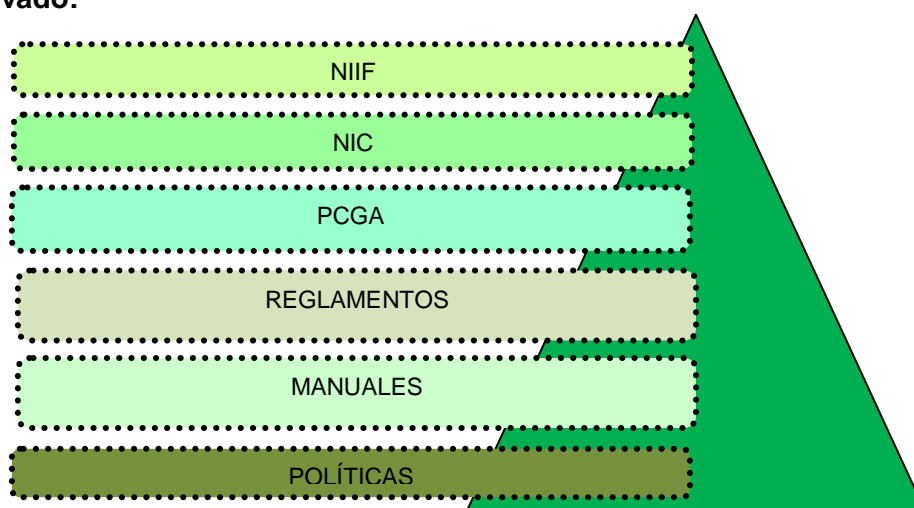 vado:
NIIF
NIC
PCGA
REGLAMENTOS
MANUALES
POLÍTICAS